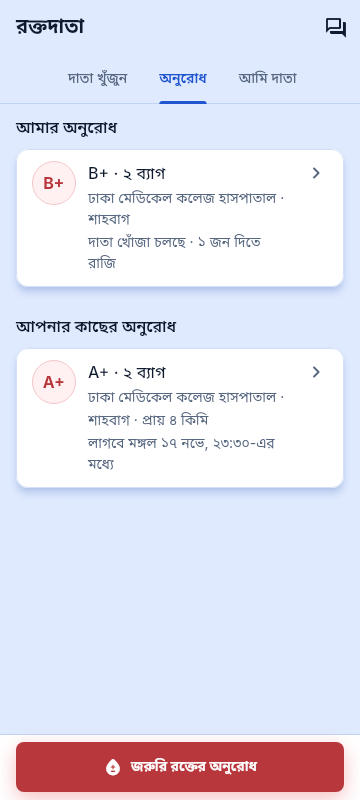 রক্তদাতা
দাতা খুঁজুন
অনুরোধ
আমি দাতা
আমার অনুরোধ
B+
B+ · ২ ব্যাগ
ঢাকা মেডিকেল কলেজ হাসপাতাল ·
শাহবাগ
দাতা খোঁজা চলছে · ১ জন দিতে
রাজি
আপনার কাছের অনুরোধ
A+
A+ · ২ ব্যাগ
ঢাকা মেডিকেল কলেজ হাসপাতাল ·
শাহবাগ · প্রায় ৪ কিমি
লাগবে মঙ্গল ১৭ নভে, ২৩:৩০-এর
মধ্যে
জরুরি রক্তের অনুরোধ